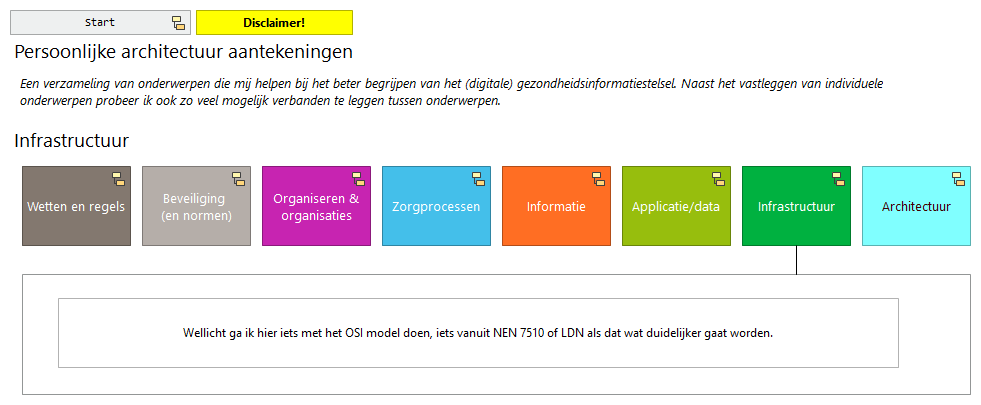 Start
Disclaimer!
Persoonlijke architectuur aantekeningen
Een verzameling van onderwerpen die mij helpen bij het beter begrijpen van het (digitale) gezondheidsinformatiestelsel. Naast het vastleggen van individuele
onderwerpen probeer ik ook zo veel mogelijk verbanden te leggen tussen onderwerpen.
Infrastructuur
Wetten en regels
Beveiliging
(en normen)
Organiseren &
organisaties
Zorgprocessen
Informatie
Applicatie/data
Infrastructuur
Architectuur
Wellicht ga ik hier iets met het OSI model doen, iets vanuit NEN 7510 of LDN als dat wat duidelijker gaat worden.